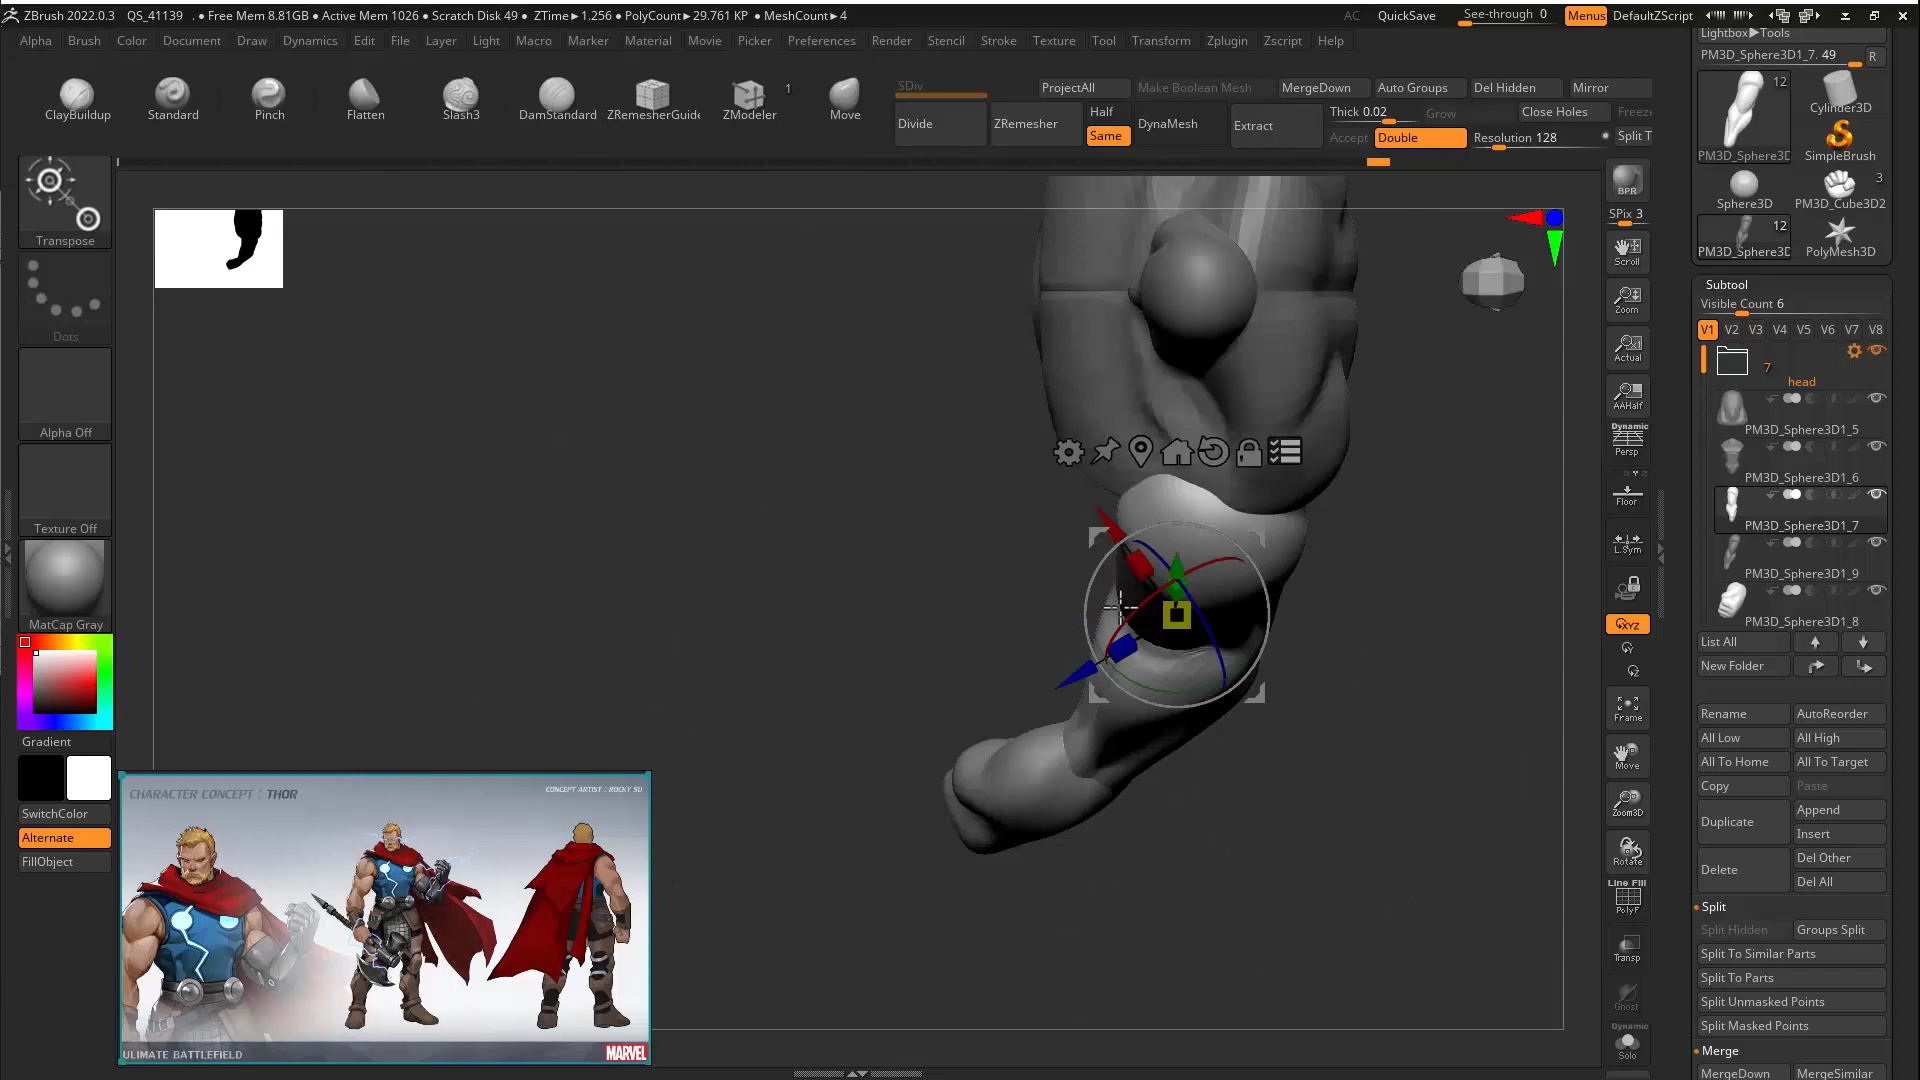 ZBrush 2022.0.3 QS_41139 . • Free Mem 8.81GB • Active Mem 1026 • Scratch Disk 49 • ZTime►1.256 • PolyCount►29.761 KP • MeshCount►4 AC QuickSave See-through 0 Menus DefaultZScript
Alpha Brush Color Document Draw Dynamics Edit File Layer Light Macro Marker Material Movie Picker Preferences Render Stencil Stroke Texture Tool Transform Zplugin Zscript Help
Lightbox►Tools
PM3D_Sphere3D1_7. 49 R
ClayBuildup Standard Pinch Flatten Slash3 DamStandard ZRemesherGuide ZModeler 1 Move
SDiv
Divide ZRemesher Half Same
ProjectAll Make Boolean Mesh MergeDown Auto Groups Del Hidden Mirror
DynaMesh Extract Thick 0.02 Grow Close Holes Freeze
Accept Double Resolution 128 Split T
12
PM3D_Sphere3D
Cylinder3D
SimpleBrush
Sphere3D
3
PM3D_Cube3D2
12
PM3D_Sphere3D
PolyMesh3D
Transpose
Dots
Alpha Off
Texture Off
MatCap Gray
Gradient
SwitchColor
Alternate
FillObject
BPR
SPix 3
Scroll
Zoom
Actual
AAHalf
Dynamic
Persp
Floor
L.Sym
XYZ
Frame
Move
Zoom3D
Rotate
Line Fill
PolyF
Transp
Ghost
Dynamic
Solo
Subtool
Visible Count 6
V1 V2 V3 V4 V5 V6 V7 V8
7
head
PM3D_Sphere3D1_5
PM3D_Sphere3D1_6
PM3D_Sphere3D1_7
PM3D_Sphere3D1_9
PM3D_Sphere3D1_8
List All
New Folder
Rename AutoReorder
All Low All High
All To Home All To Target
Copy Paste
Duplicate Append
Insert
Delete Del Other
Del All
Split
Split Hidden Groups Split
Split To Similar Parts
Split To Parts
Split Unmasked Points
Split Masked Points
Merge
MergeDown MergeSimilar
CHARACTER CONCEPT : THOR
CONCEPT ARTIST : ROCKY SD
ULIMATE BATTLEFIELD
MARVEL